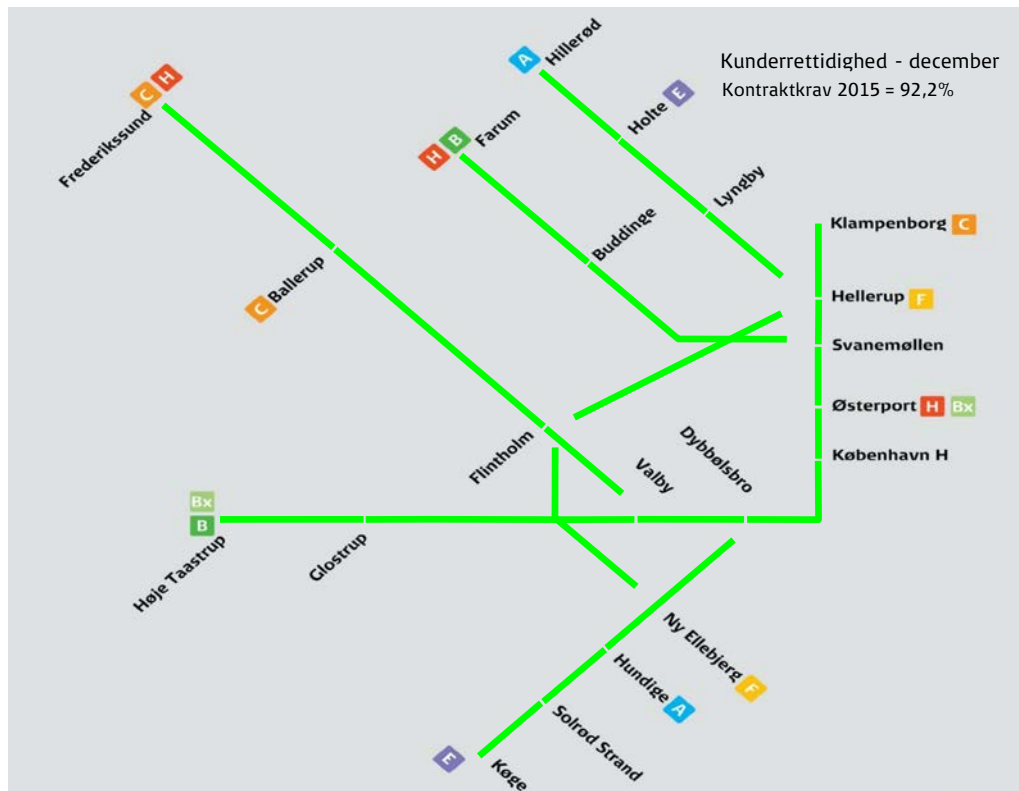 A Hillerød
Kunderrettidighed - december
Kontraktkrav 2015 = 92,2%
C H
Frederikssund
Holte E
H B Farum
Lyngby
Buddinge
Klampenborg C
C Ballerup
Hellerup F
Svanemøllen
Østerport H Bx
København H
Flintholm
Valby
Dybbølsbro
Bx
B
Høje Taastrup
Glostrup
Ny Ellebjerg F
Hundige A
Solrød Strand
E Køge